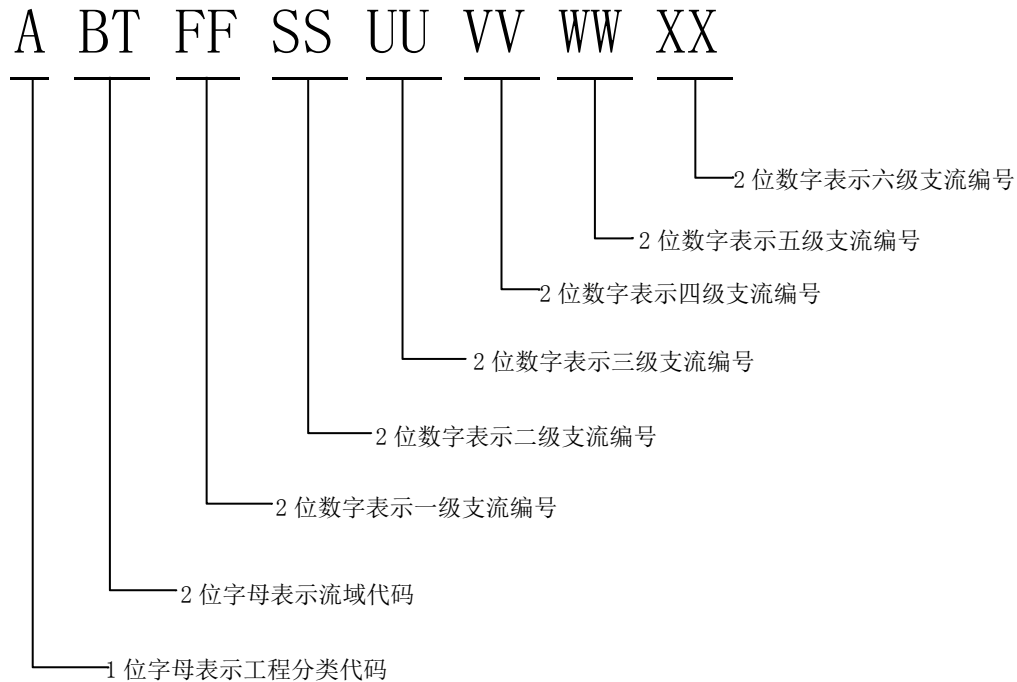 A BT FF SS UU VV WW XX
2 位数字表示六级支流编号
2 位数字表示五级支流编号
2 位数字表示四级支流编号
2 位数字表示三级支流编号
2 位数字表示二级支流编号
2 位数字表示一级支流编号
2 位字母表示流域代码
1 位字母表示工程分类代码